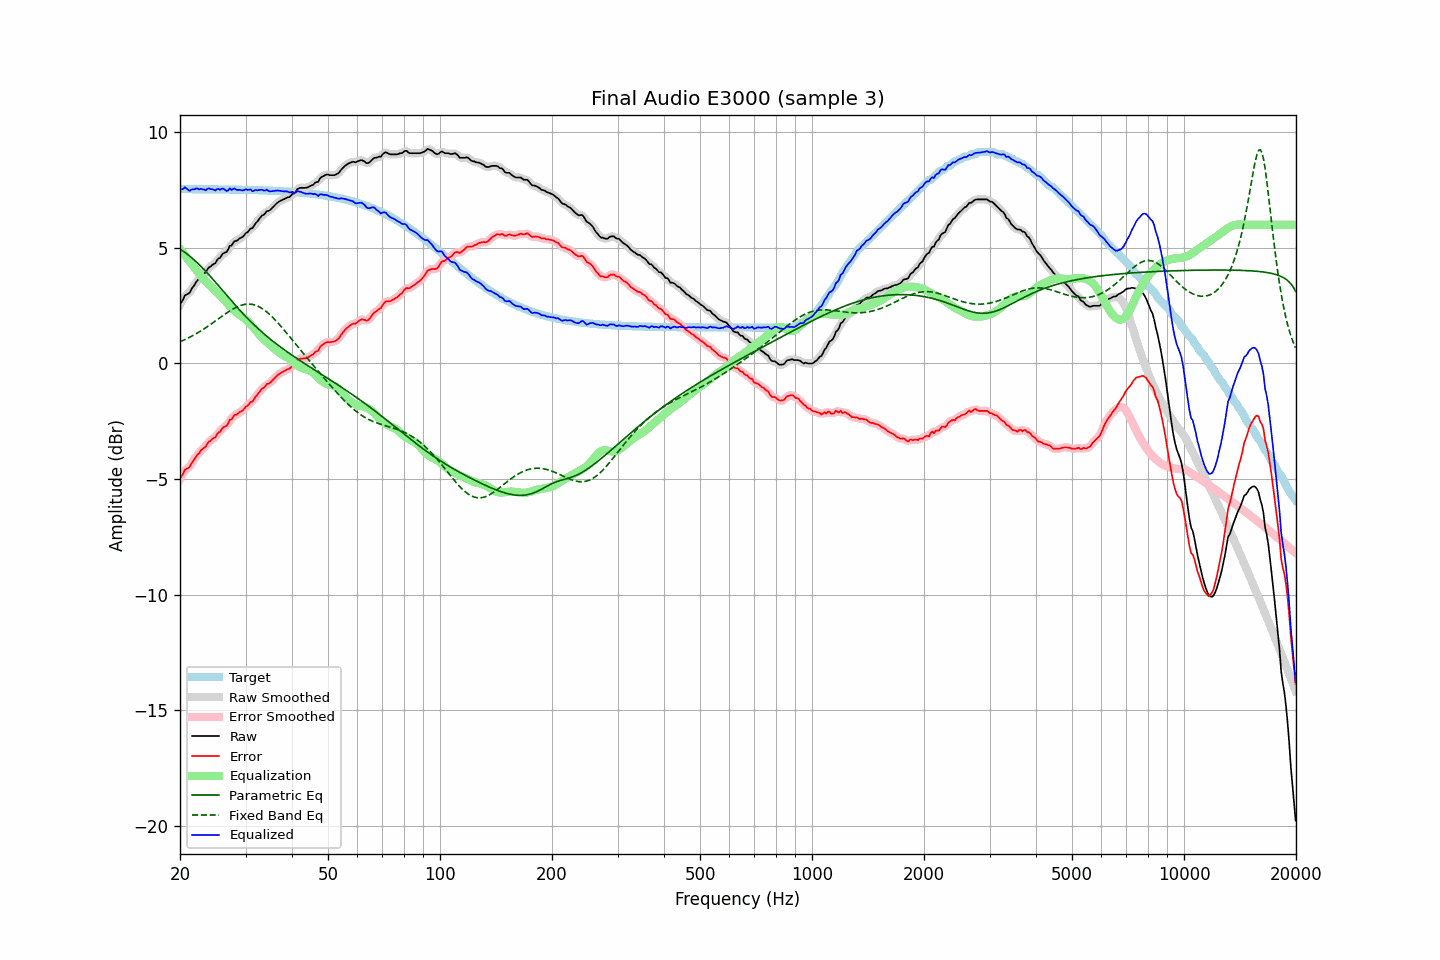 Final Audio E3000 (sample 3)
Amplitude (dBr)
10
5
0
−5
−10
−15
−20
Target
Raw Smoothed
Error Smoothed
Raw
Error
Equalization
Parametric Eq
Fixed Band Eq
Equalized
20 50 100 200 500 1000 2000 5000 10000 20000
Frequency (Hz)